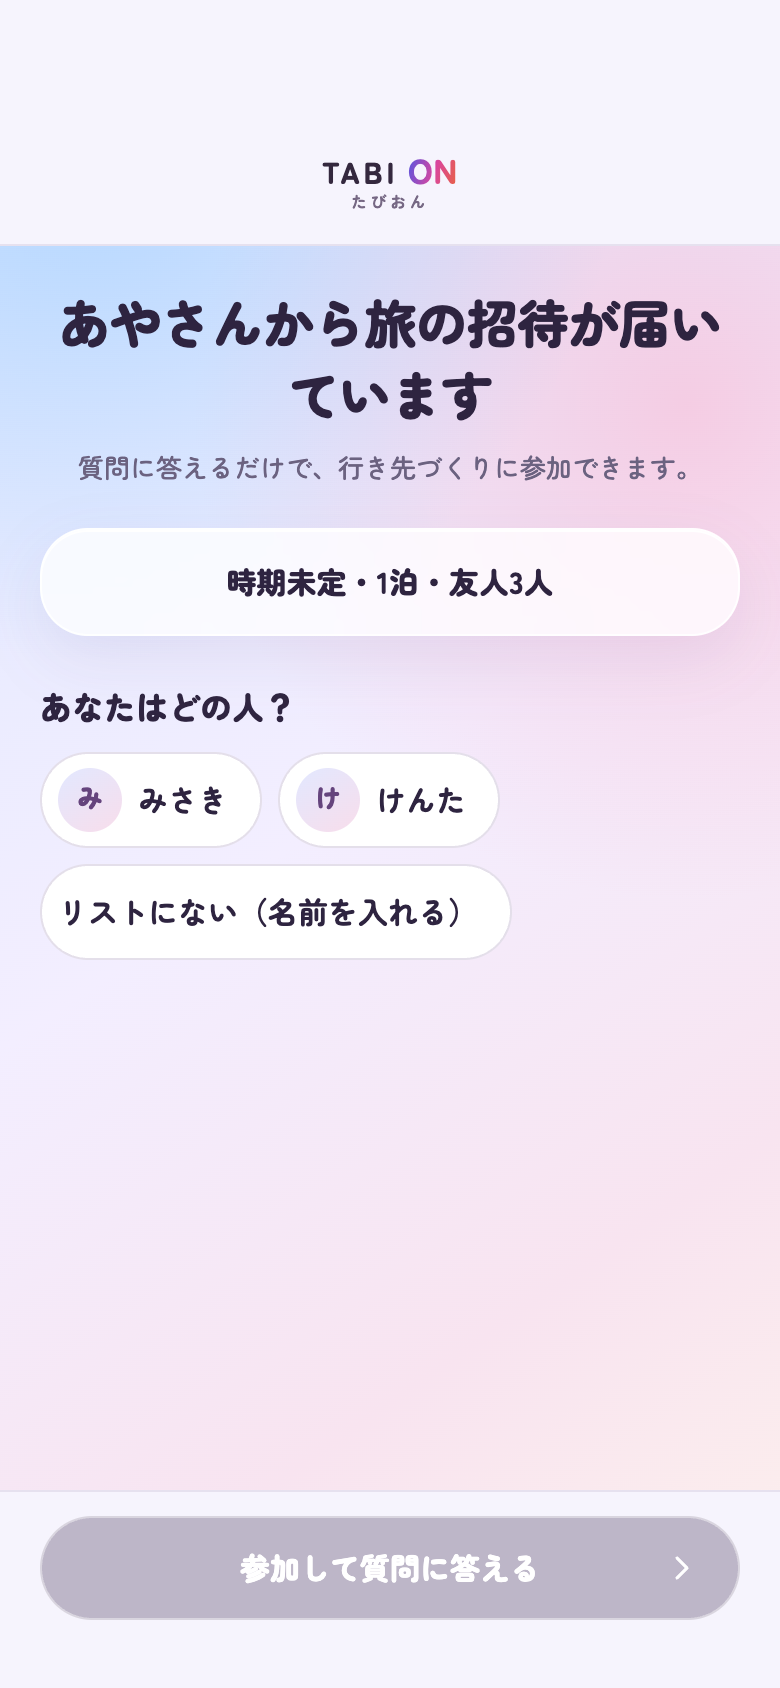 TABI ON
たびおん
あやさんから旅の招待が届い
ています
質問に答えるだけで、行き先づくりに参加できます。
時期未定・1泊・友人3人
あなたはどの人？
み みさき け けんた
リストにない（名前を入れる）
参加して質問に答える